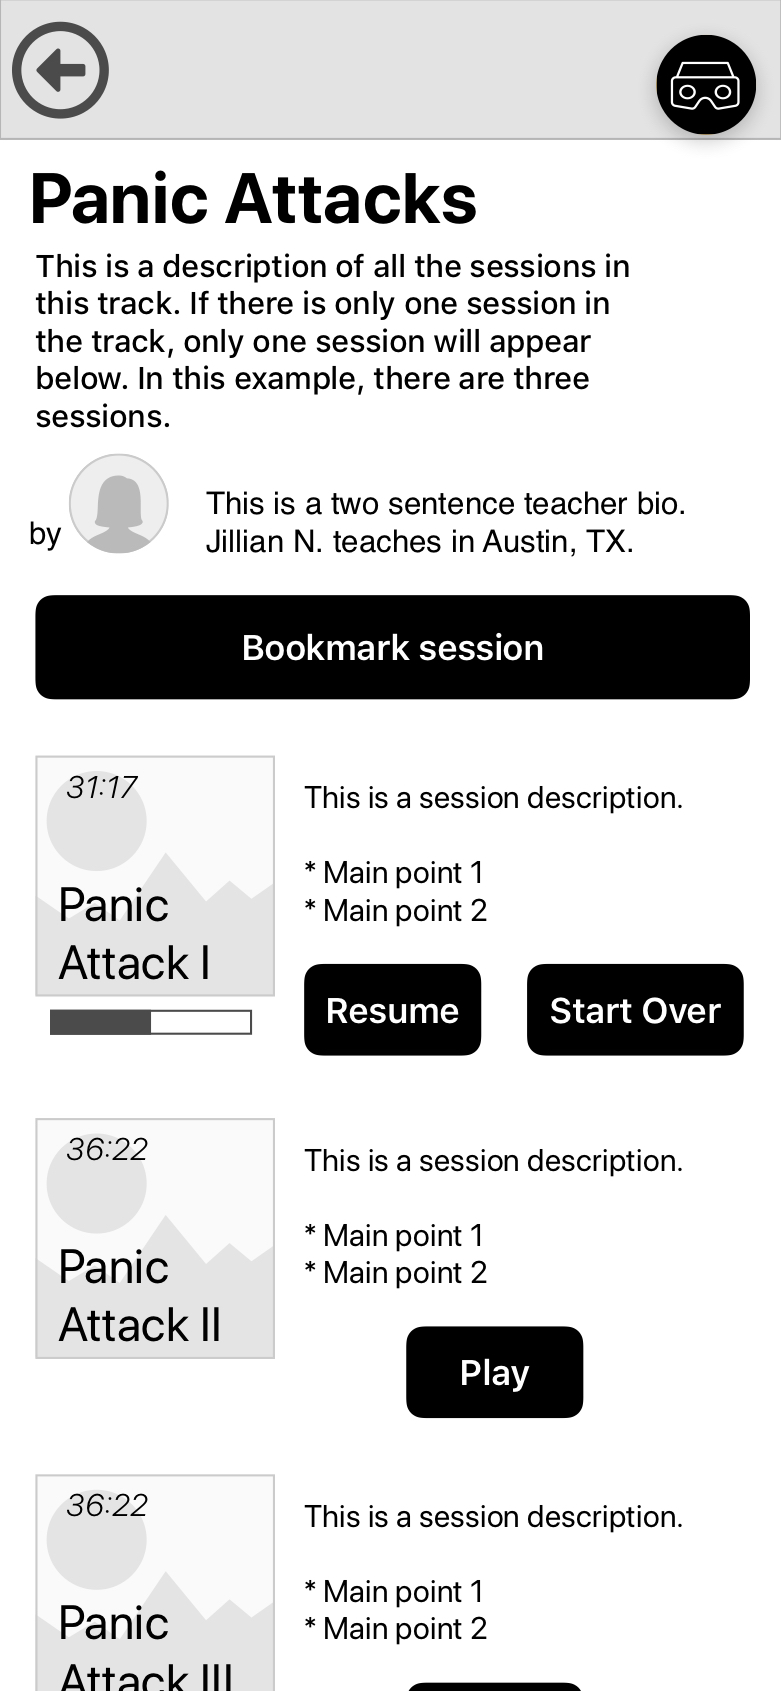 Panic Attacks
This is a description of all the sessions in
this track. If there is only one session in
the track, only one session will appear
below. In this example, there are three
sessions.
by
This is a two sentence teacher bio.
Jillian N. teaches in Austin, TX.
Bookmark session
31:17
Panic
Attack I
This is a session description.
* Main point 1
* Main point 2
Resume
Start Over
36:22
Panic
Attack II
This is a session description.
* Main point 1
* Main point 2
Play
36:22
Panic
Attack III
This is a session description.
* Main point 1
* Main point 2